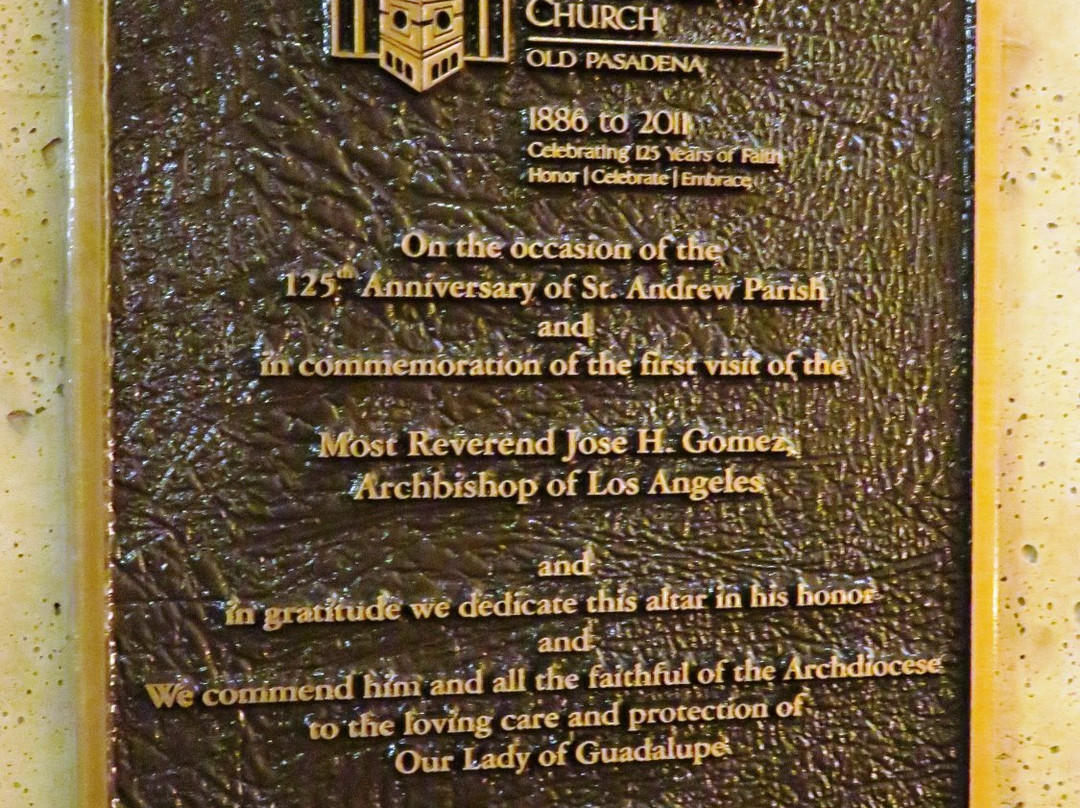 CHURCH
OLD PASADENA
1886 to 2011
Celebrating 125 Years of Faith
Honor | Celebrate | Embrace
On the occasion of the
125th Anniversary of St. Andrew Parish
and
in commemoration of the first visit of the
Most Reverend Jose H. Gomez,
Archbishop of Los Angeles
and
in gratitude we dedicate this altar in his honor
and
We commend him and all the faithful of the Archdiocese
to the loving care and protection of
Our Lady of Guadalupe